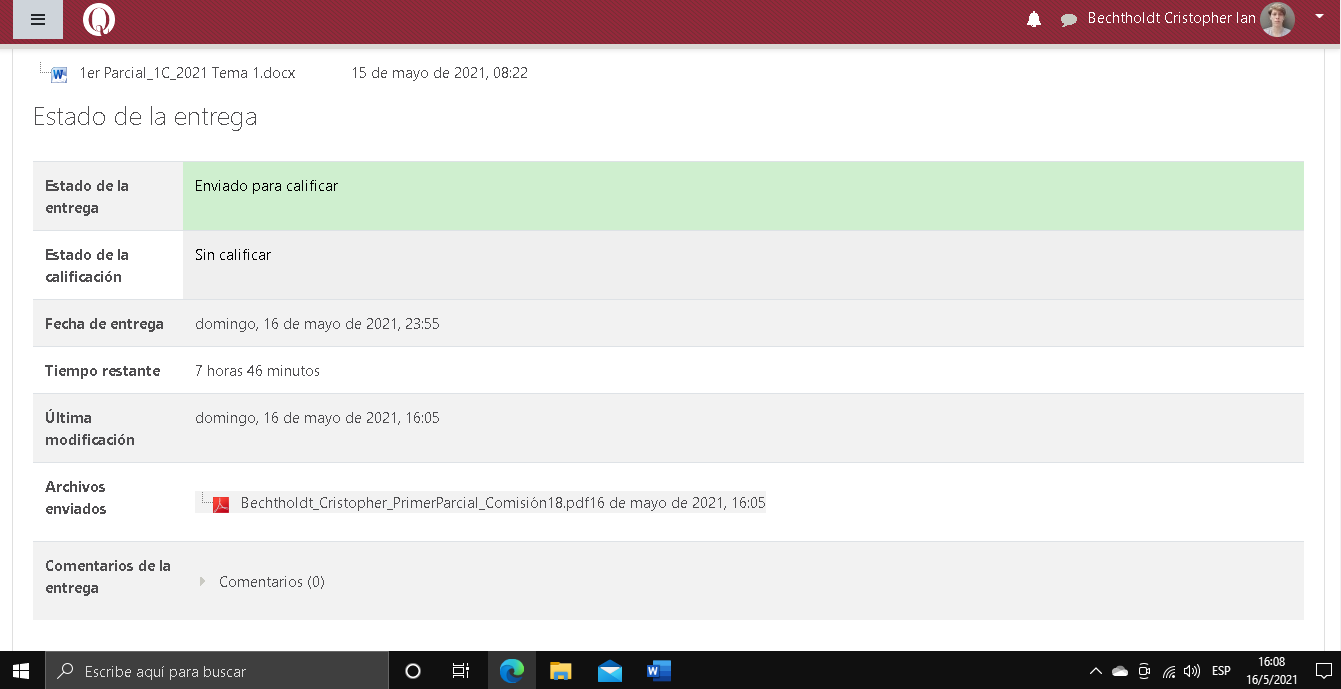 Bechtholdt Cristopher Ian
1er Parcial_1C_2021 Tema 1.docx 15 de mayo de 2021, 08:22
Estado de la entrega
Estado de la
entrega
Enviado para calificar
Estado de la
calificación
Sin calificar
Fecha de entrega domingo, 16 de mayo de 2021, 23:55
Tiempo restante 7 horas 46 minutos
Última
modificación
domingo, 16 de mayo de 2021, 16:05
Archivos
enviados
Bechtholdt_Cristopher_PrimerParcial_Comisión18.pdf16 de mayo de 2021, 16:05
Comentarios de la
entrega
Comentarios (0)
Escribe aquí para buscar
ESP
16:08
16/5/2021